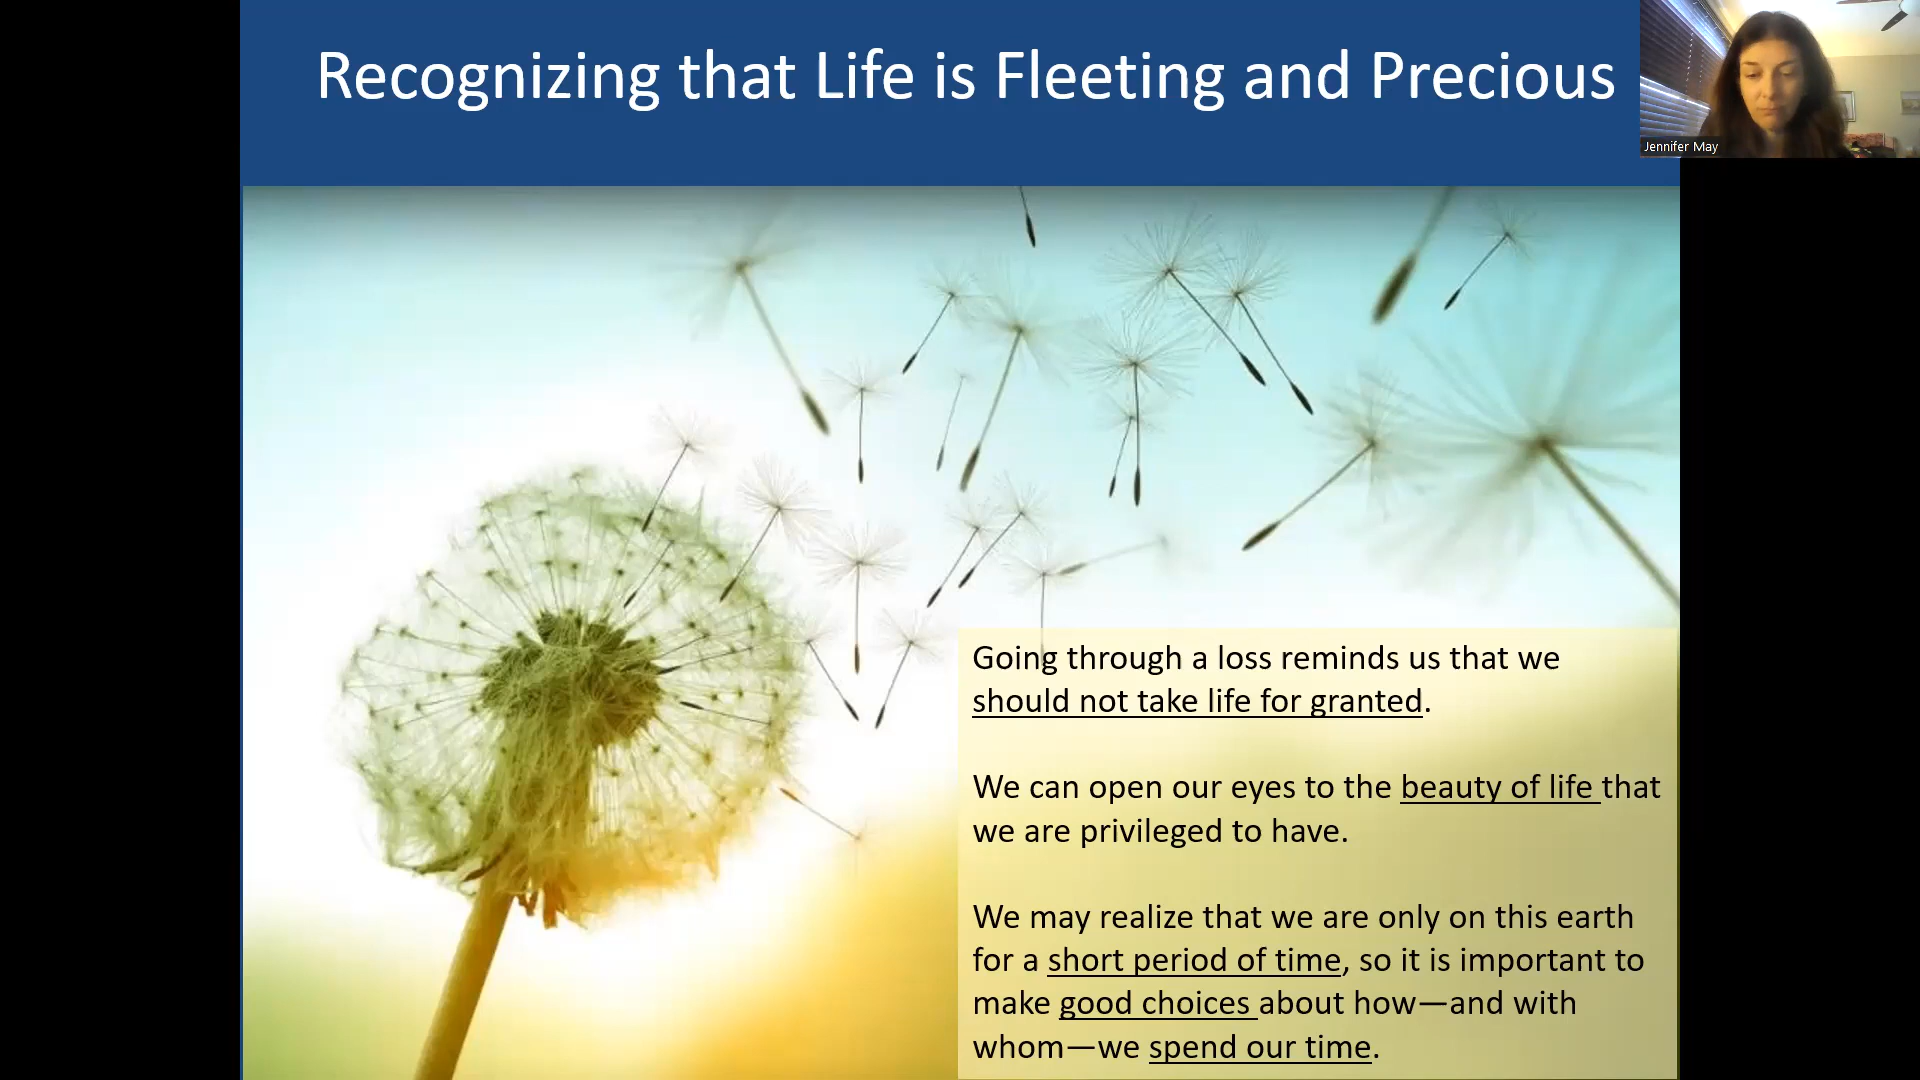 Recognizing that Life is Fleeting and Precious
Jennifer May
Going through a loss reminds us that we
should not take life for granted.
We can open our eyes to the beauty of life that
we are privileged to have.
We may realize that we are only on this earth
for a short period of time, so it is important to
make good choices about how—and with
whom—we spend our time.